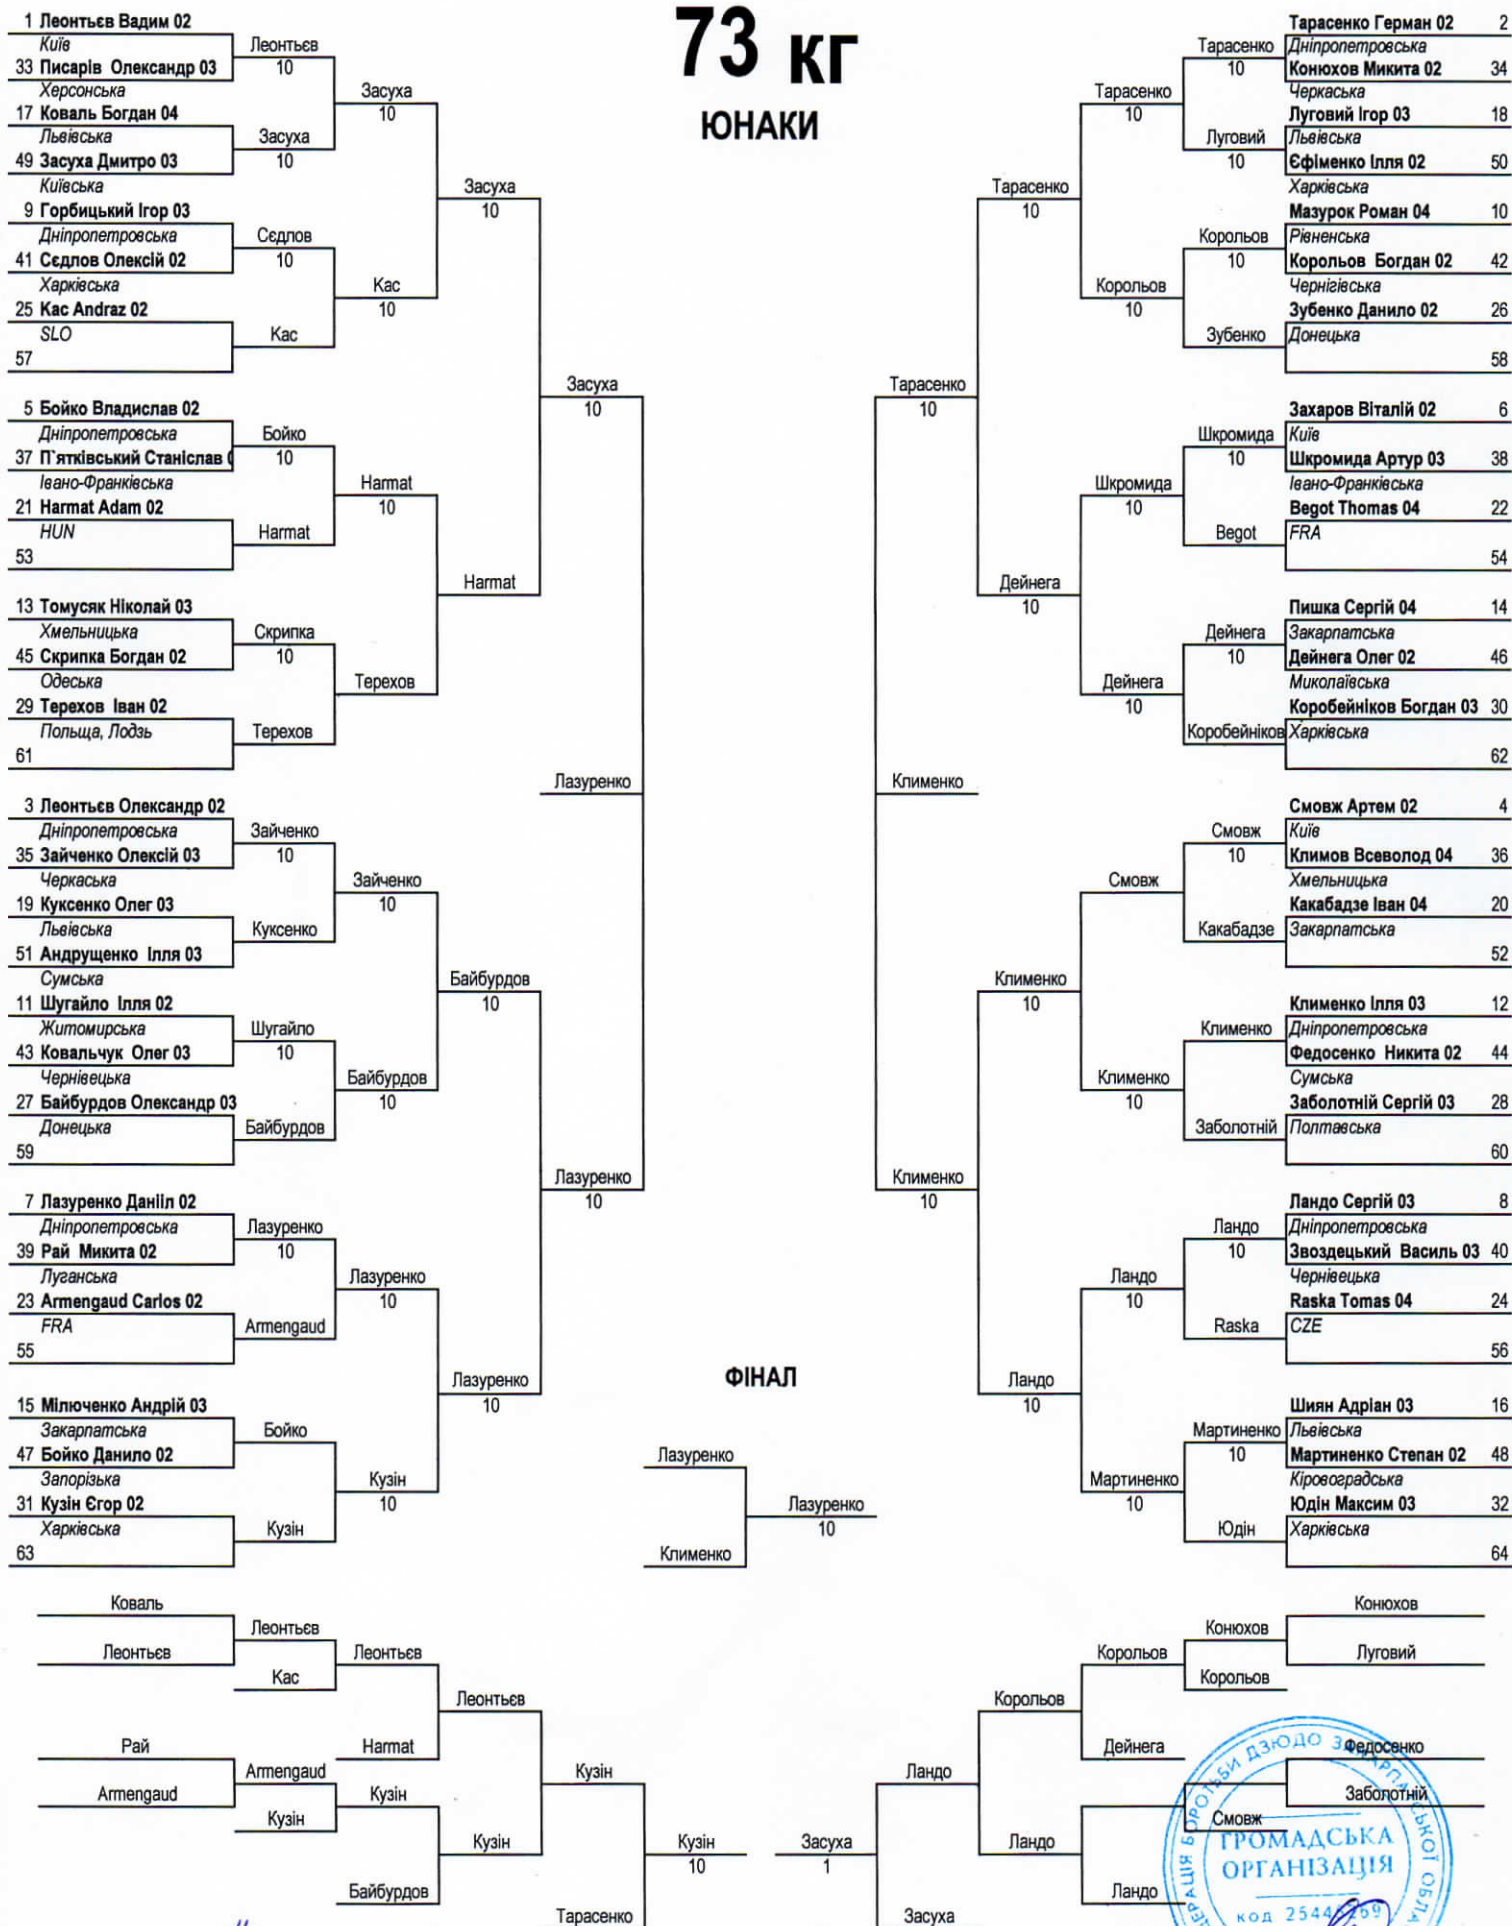 73 кг
ЮНАКИ
1 Леонтьєв Вадим 02
Київ
33 Писарів Олександр 03
Херсонська
17 Коваль Богдан 04
Львівська
49 Засуха Дмитро 03
Київська
9 Горбицький Ігор 03
Дніпропетровська
41 Сєдлов Олексій 02
Харківська
25 Kac Andraz 02
SLO
57
5 Бойко Владислав 02
Дніпропетровська
37 П`ятківський Станіслав
Івано-Франківська
21 Harmat Adam 02
HUN
53
13 Томусяк Ніколай 03
Хмельницька
45 Скрипка Богдан 02
Одеська
29 Терехов Іван 02
Польща, Лодзь
61
3 Леонтьєв Олександр 02
Дніпропетровська
35 Зайченко Олексій 03
Черкаська
19 Куксенко Олег 03
Львівська
51 Андрущенко Ілля 03
Сумська
11 Шугайло Ілля 02
Житомирська
43 Ковальчук Олег 03
Чернівецька
27 Байбурдов Олександр 03
Донецька
59
7 Лазуренко Данііл 02
Дніпропетровська
39 Рай Микита 02
Луганська
23 Armengaud Carlos 02
FRA
55
15 Мілюченко Андрій 03
Закарпатська
47 Бойко Данило 02
Запорізька
31 Кузін Єгор 02
Харківська
63
Леонтьєв
10
Засуха
10
Сєдлов
10
Kac
Бойко
10
Harmat
Скрипка
10
Терехов
Зайченко
10
Куксенко
Шугайло
10
Байбурдов
Лазуренко
10
Armengaud
Бойко
Кузін
Засуха
10
Kac
10
Harmat
10
Терехов
Зайченко
10
Байбурдов
10
Лазуренко
10
Кузін
10
Засуха
10
Harmat
Байбурдов
10
Лазуренко
10
Засуха
10
Лазуренко
Лазуренко
10
ФІНАЛ
Лазуренко
Клименко
Лазуренко
10
Тарасенко
10
Клименко
Клименко
10
Тарасенко
10
Дейнега
10
Клименко
10
Ландо
10
Тарасенко
10
Корольов
10
Шкромида
10
Дейнега
10
Смовж
Клименко
10
Ландо
10
Мартиненко
10
Тарасенко
10
Луговий
10
Корольов
10
Зубенко
Шкромида
10
Begot
Дейнега
10
Коробейніков
Смовж
10
Какабадзе
Клименко
Заболотній
Ландо
10
Raska
Мартиненко
10
Юдін
Тарасенко Герман 02 2
Дніпропетровська
Конюхов Микита 02 34
Черкаська
Луговий Ігор 03 18
Львівська
Єфіменко Ілля 02 50
Харківська
Мазурок Роман 04 10
Рівненська
Корольов Богдан 02 42
Чернігівська
Зубенко Данило 02 26
Донецька
58
Захаров Віталій 02 6
Київ
Шкромида Артур 03 38
Івано-Франківська
Begot Thomas 04 22
FRA
54
Пишка Сергій 04 14
Закарпатська
Дейнега Олег 02 46
Миколаївська
Коробейніков Богдан 03 30
Харківська
62
Смовж Артем 02 4
Київ
Климов Всеволод 04 36
Хмельницька
Какабадзе Іван 04 20
Закарпатська
52
Клименко Ілля 03 12
Дніпропетровська
Федосенко Никита 02 44
Сумська
Заболотній Сергій 03 28
Полтавська
60
Ландо Сергій 03 8
Дніпропетровська
Звоздецький Василь 03 40
Чернівецька
Raska Tomas 04 24
CZE
56
Шиян Адріан 03 16
Львівська
Мартиненко Степан 02 48
Кіровоградська
Юдін Максим 03 32
Харківська
64
Коваль
Леонтьєв
Рай
Armengaud
Леонтьєв
Kac
Armengaud
Кузін
Леонтьєв
Harmat
Кузін
Байбурдов
Леонтьєв
Кузін
Кузін
Тарасенко
Кузін
10
Засуха
1
Ландо
Засуха
Корольов
Ландо
Корольов
Дейнега
Ландо
Конюхов
Корольов
Смовж
Конюхов
Луговий
Федосенко
Заболотній
БОРОТЬБИ ДЗЮДО
ГРОМАДСЬКА
ОРГАНІЗАЦІЯ
код